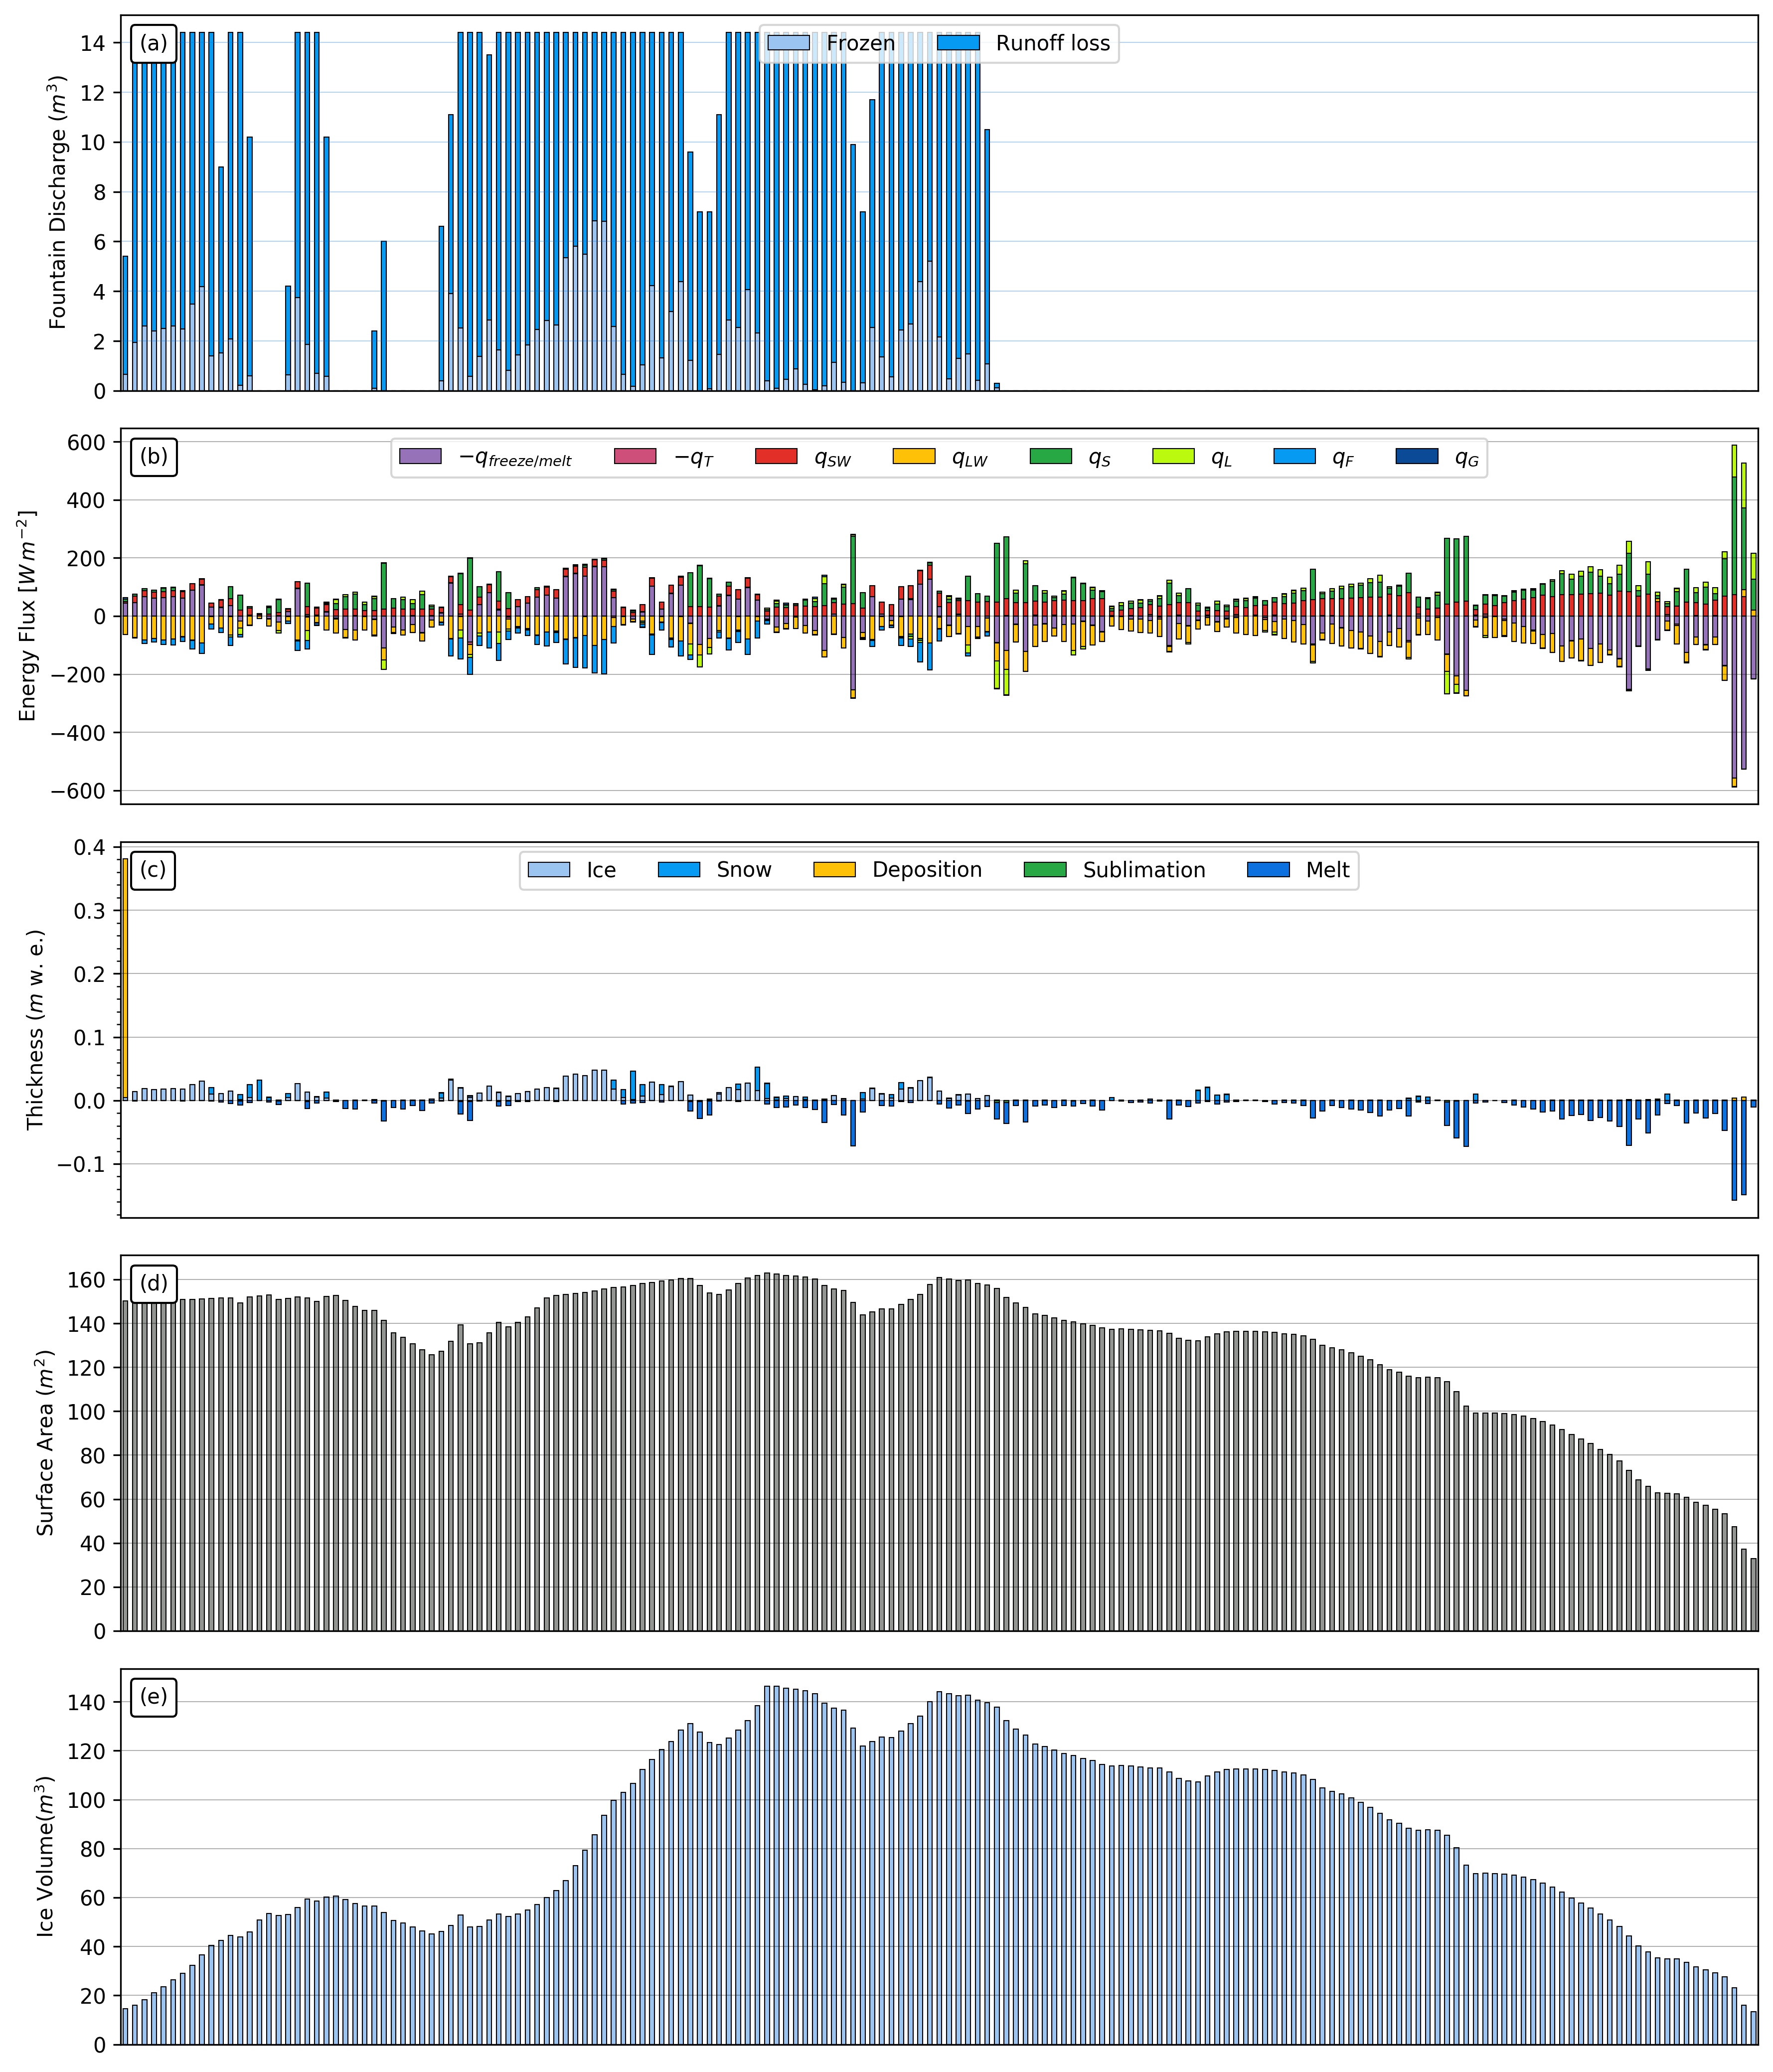 (a)
Frozen
Runoff loss
Fountain Discharge (m³)
14
12
10
8
6
4
2
0
(b)
−q_freeze/melt
−q_T
q_SW
q_LW
q_S
q_L
q_F
q_G
Energy Flux [W m⁻²]
600
400
200
0
−200
−400
−600
(c)
Ice
Snow
Deposition
Sublimation
Melt
Thickness (m w. e.)
0.4
0.3
0.2
0.1
0.0
−0.1
(d)
Surface Area (m²)
160
140
120
100
80
60
40
20
0
(e)
Ice Volume(m³)
140
120
100
80
60
40
20
0